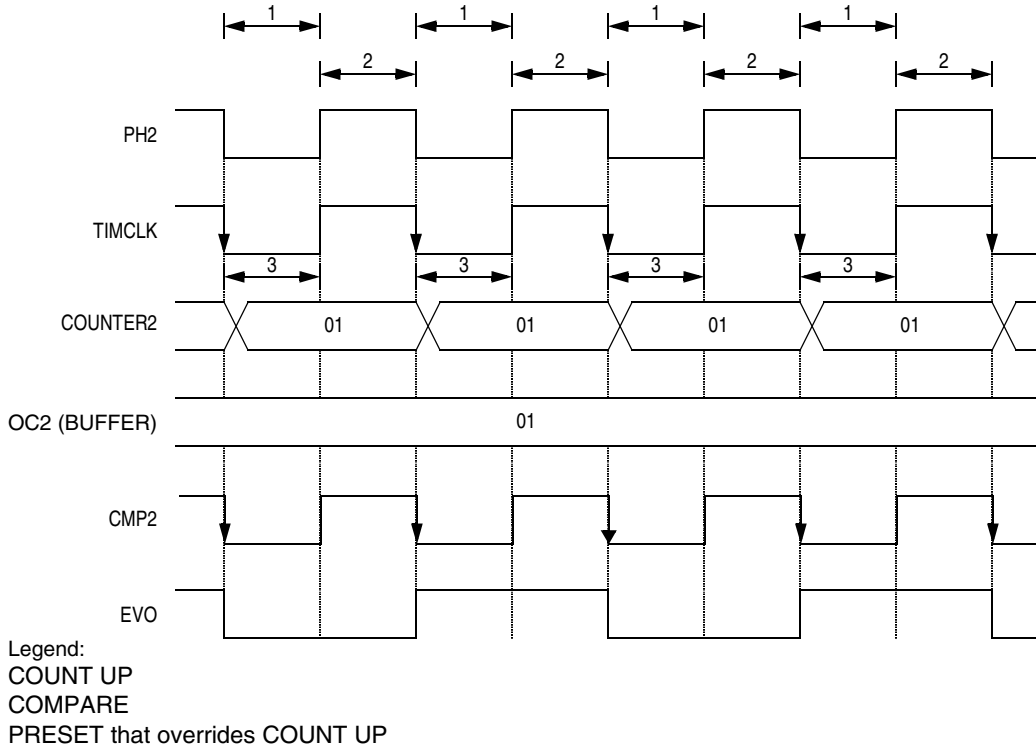 1 1 1 1
2 2 2 2
PH2
TIMCLK
3 3 3 3
COUNTER2 01 01 01 01
OC2 (BUFFER) 01
CMP2
EVO
Legend:
COUNT UP
COMPARE
PRESET that overrides COUNT UP